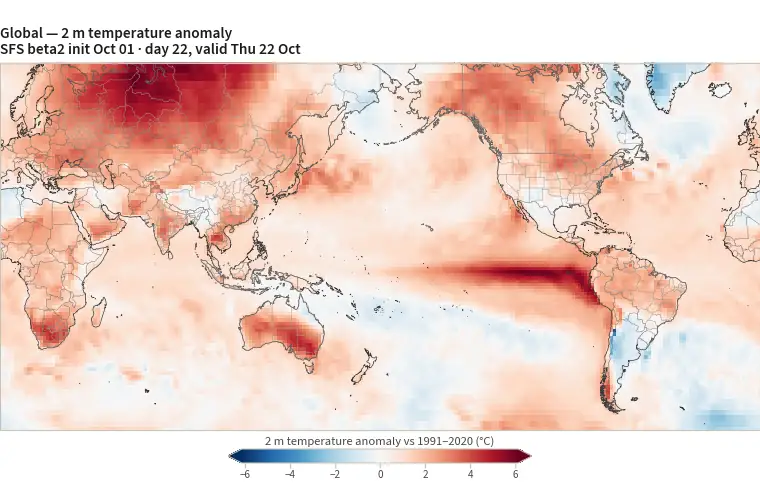 Global — 2 m temperature anomaly
SFS beta2 init Oct 01 · day 22, valid Thu 22 Oct
2 m temperature anomaly vs 1991–2020 (°C)
−6 −4 −2 0 2 4 6